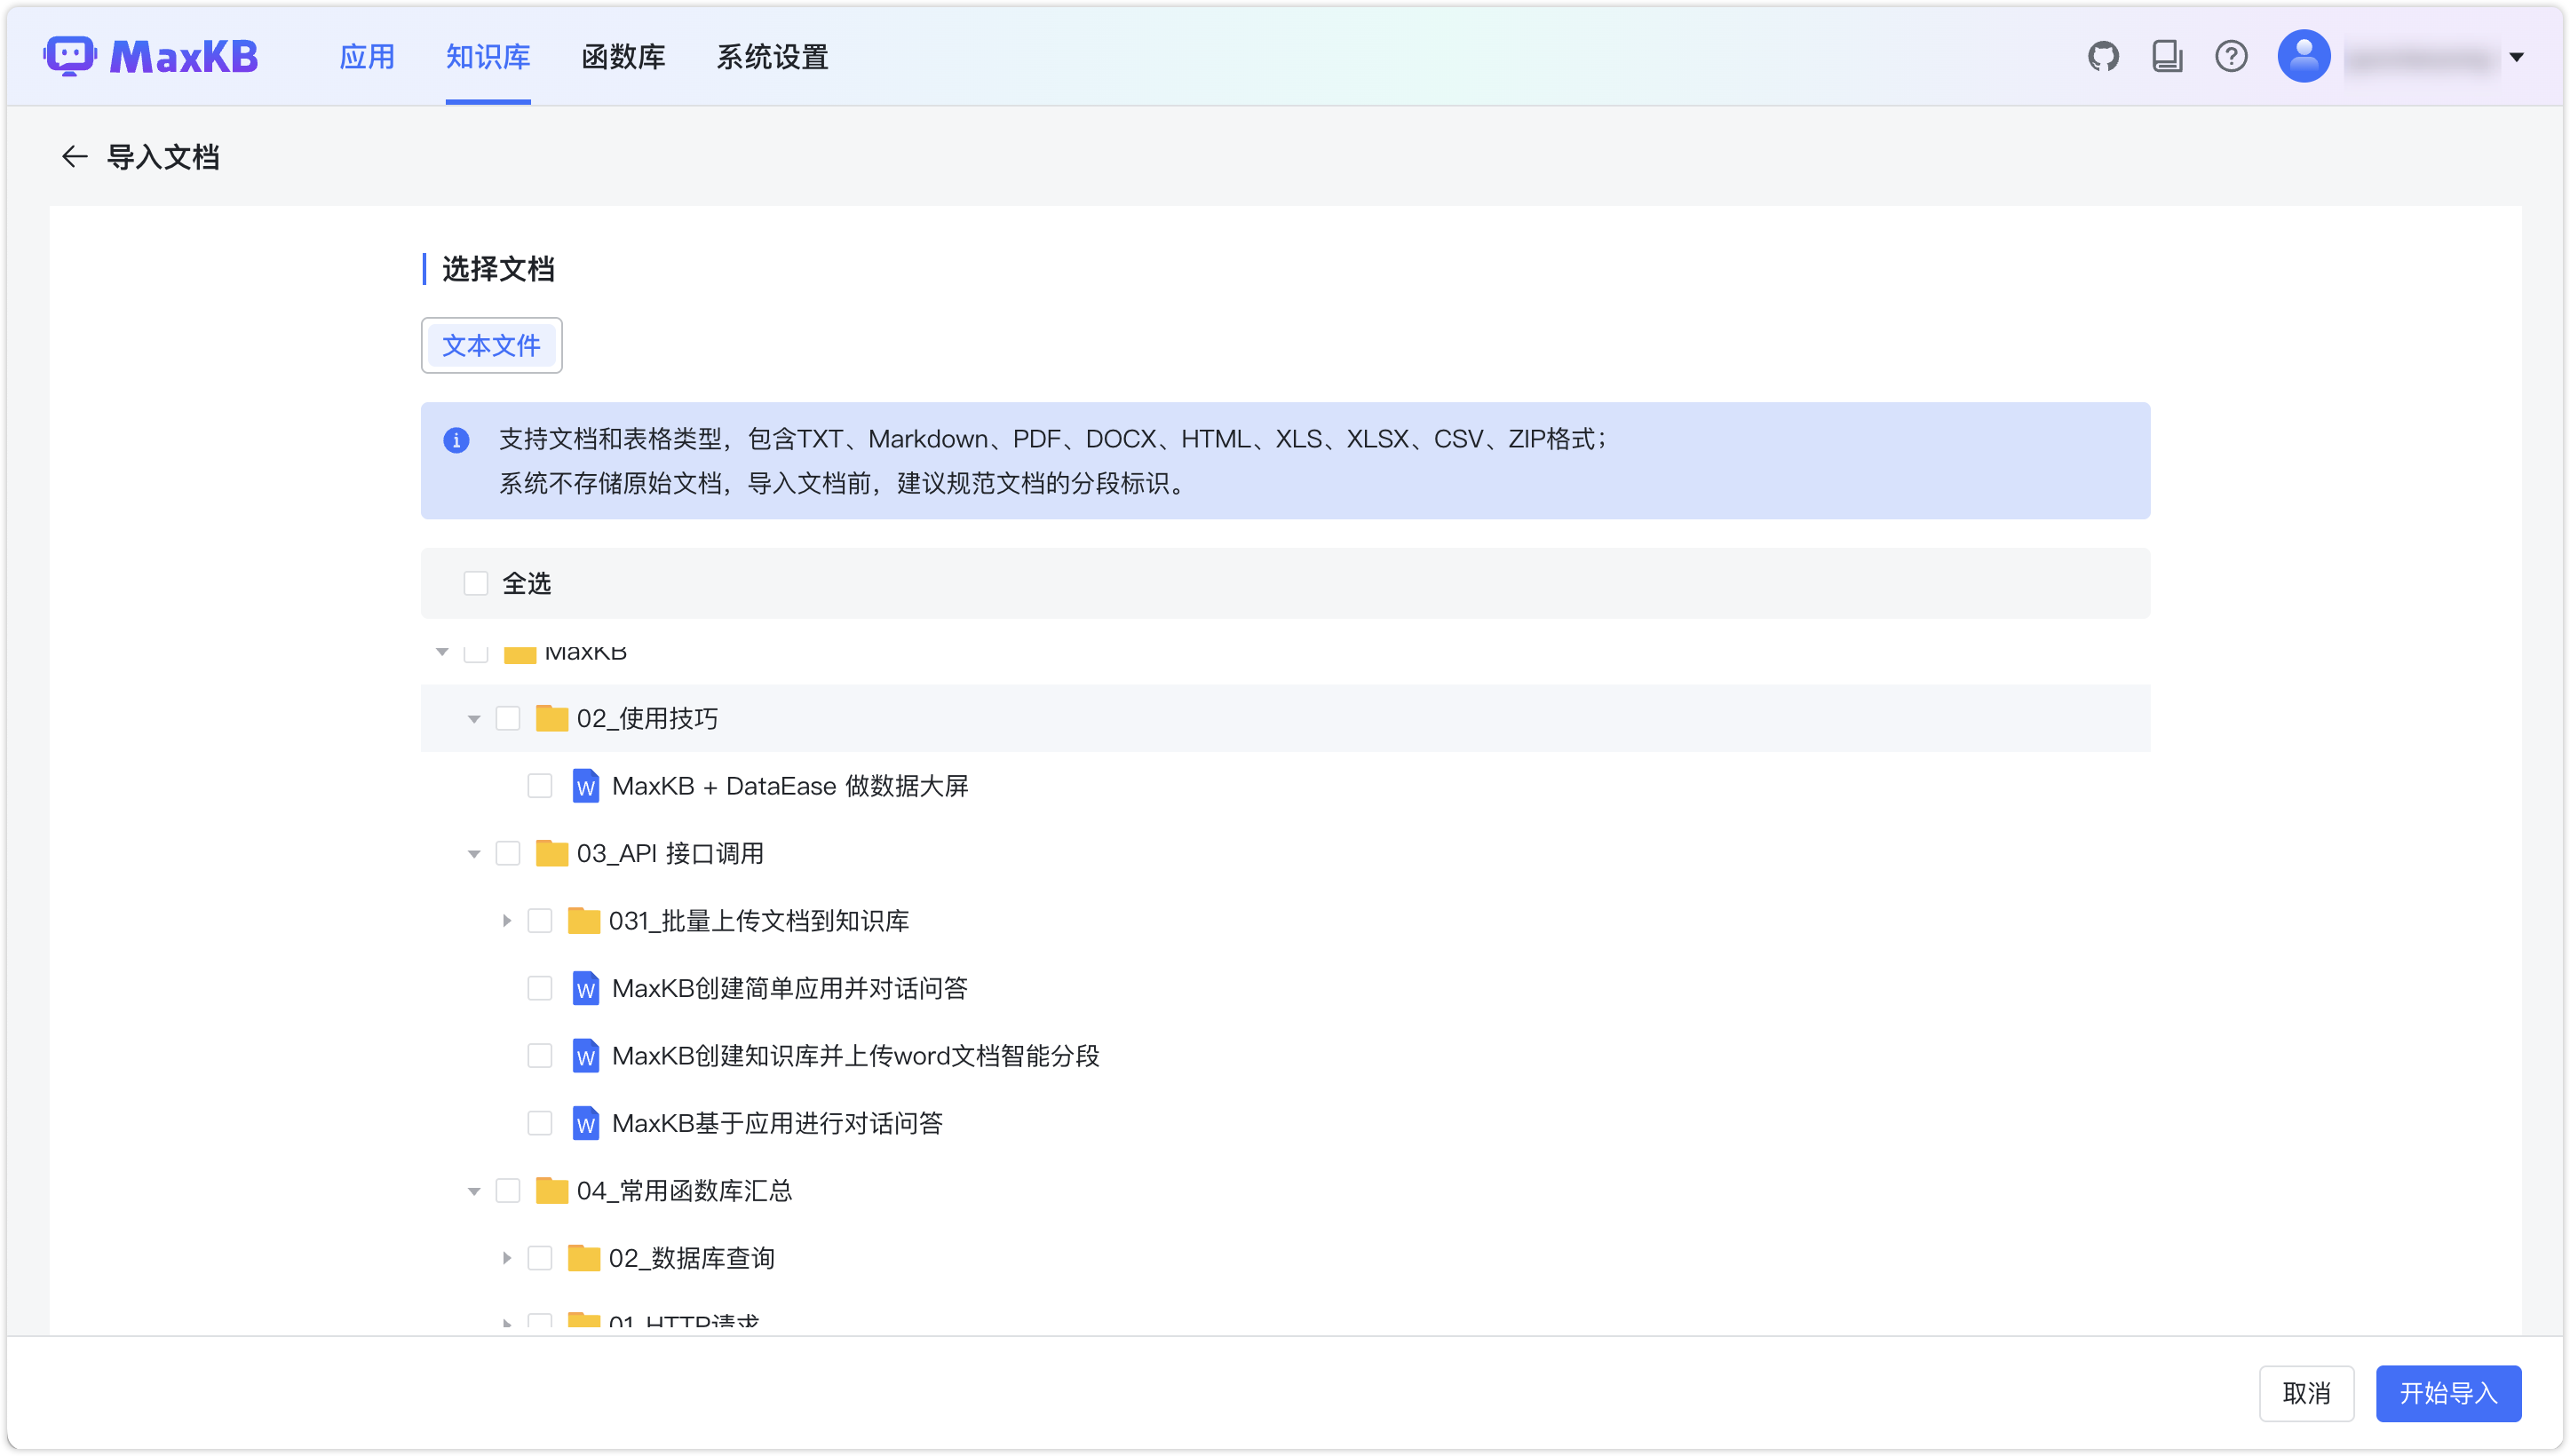 MaxKB 应用 知识库 函数库 系统设置
导入文档
选择文档
文本文件
支持文档和表格类型，包含TXT、Markdown、PDF、DOCX、HTML、XLS、XLSX、CSV、ZIP格式；
系统不存储原始文档，导入文档前，建议规范文档的分段标识。
全选
MaxKB
02_使用技巧
W MaxKB + DataEase 做数据大屏
03_API 接口调用
031_批量上传文档到知识库
W MaxKB创建简单应用并对话问答
W MaxKB创建知识库并上传word文档智能分段
W MaxKB基于应用进行对话问答
04_常用函数库汇总
02_数据库查询
01_HTTP请求
取消 开始导入